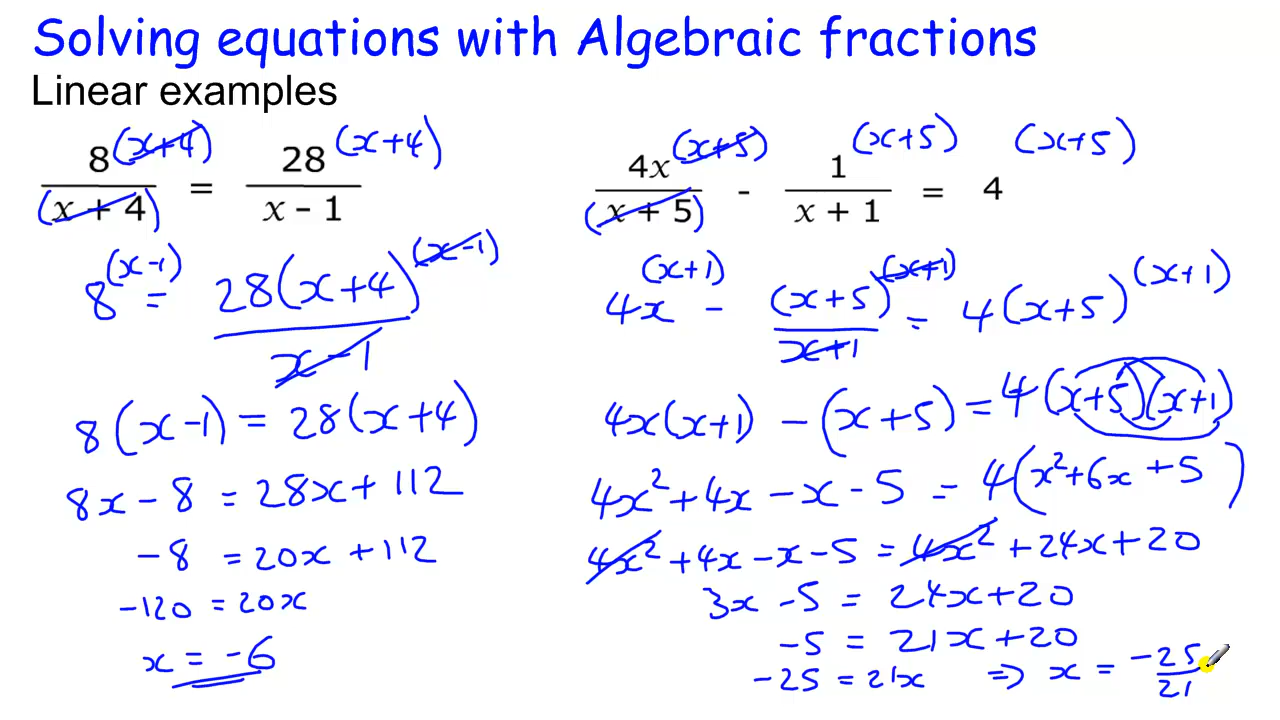 Solving equations with Algebraic fractions
Linear examples
8(x+4) / (x + 4) = 28(x+4) / x - 1
8(x-1) = 28(x+4)(x-1) / x-1
8(x-1) = 28(x+4)
8x - 8 = 28x + 112
-8 = 20x + 112
-120 = 20x
x = -6
4x(x+5) / (x + 5) - 1(x+5) / x + 1 = 4(x+5)
4x(x+1) - (x+5)(x+1) / x+1 = 4(x+5)(x+1)
4x(x+1) - (x+5) = 4(x+5)(x+1)
4x² + 4x - x - 5 = 4(x² + 6x + 5)
4x² + 4x - x - 5 = 4x² + 24x + 20
3x - 5 = 24x + 20
-5 = 21x + 20
-25 = 21x ⇒ x = -25 / 21